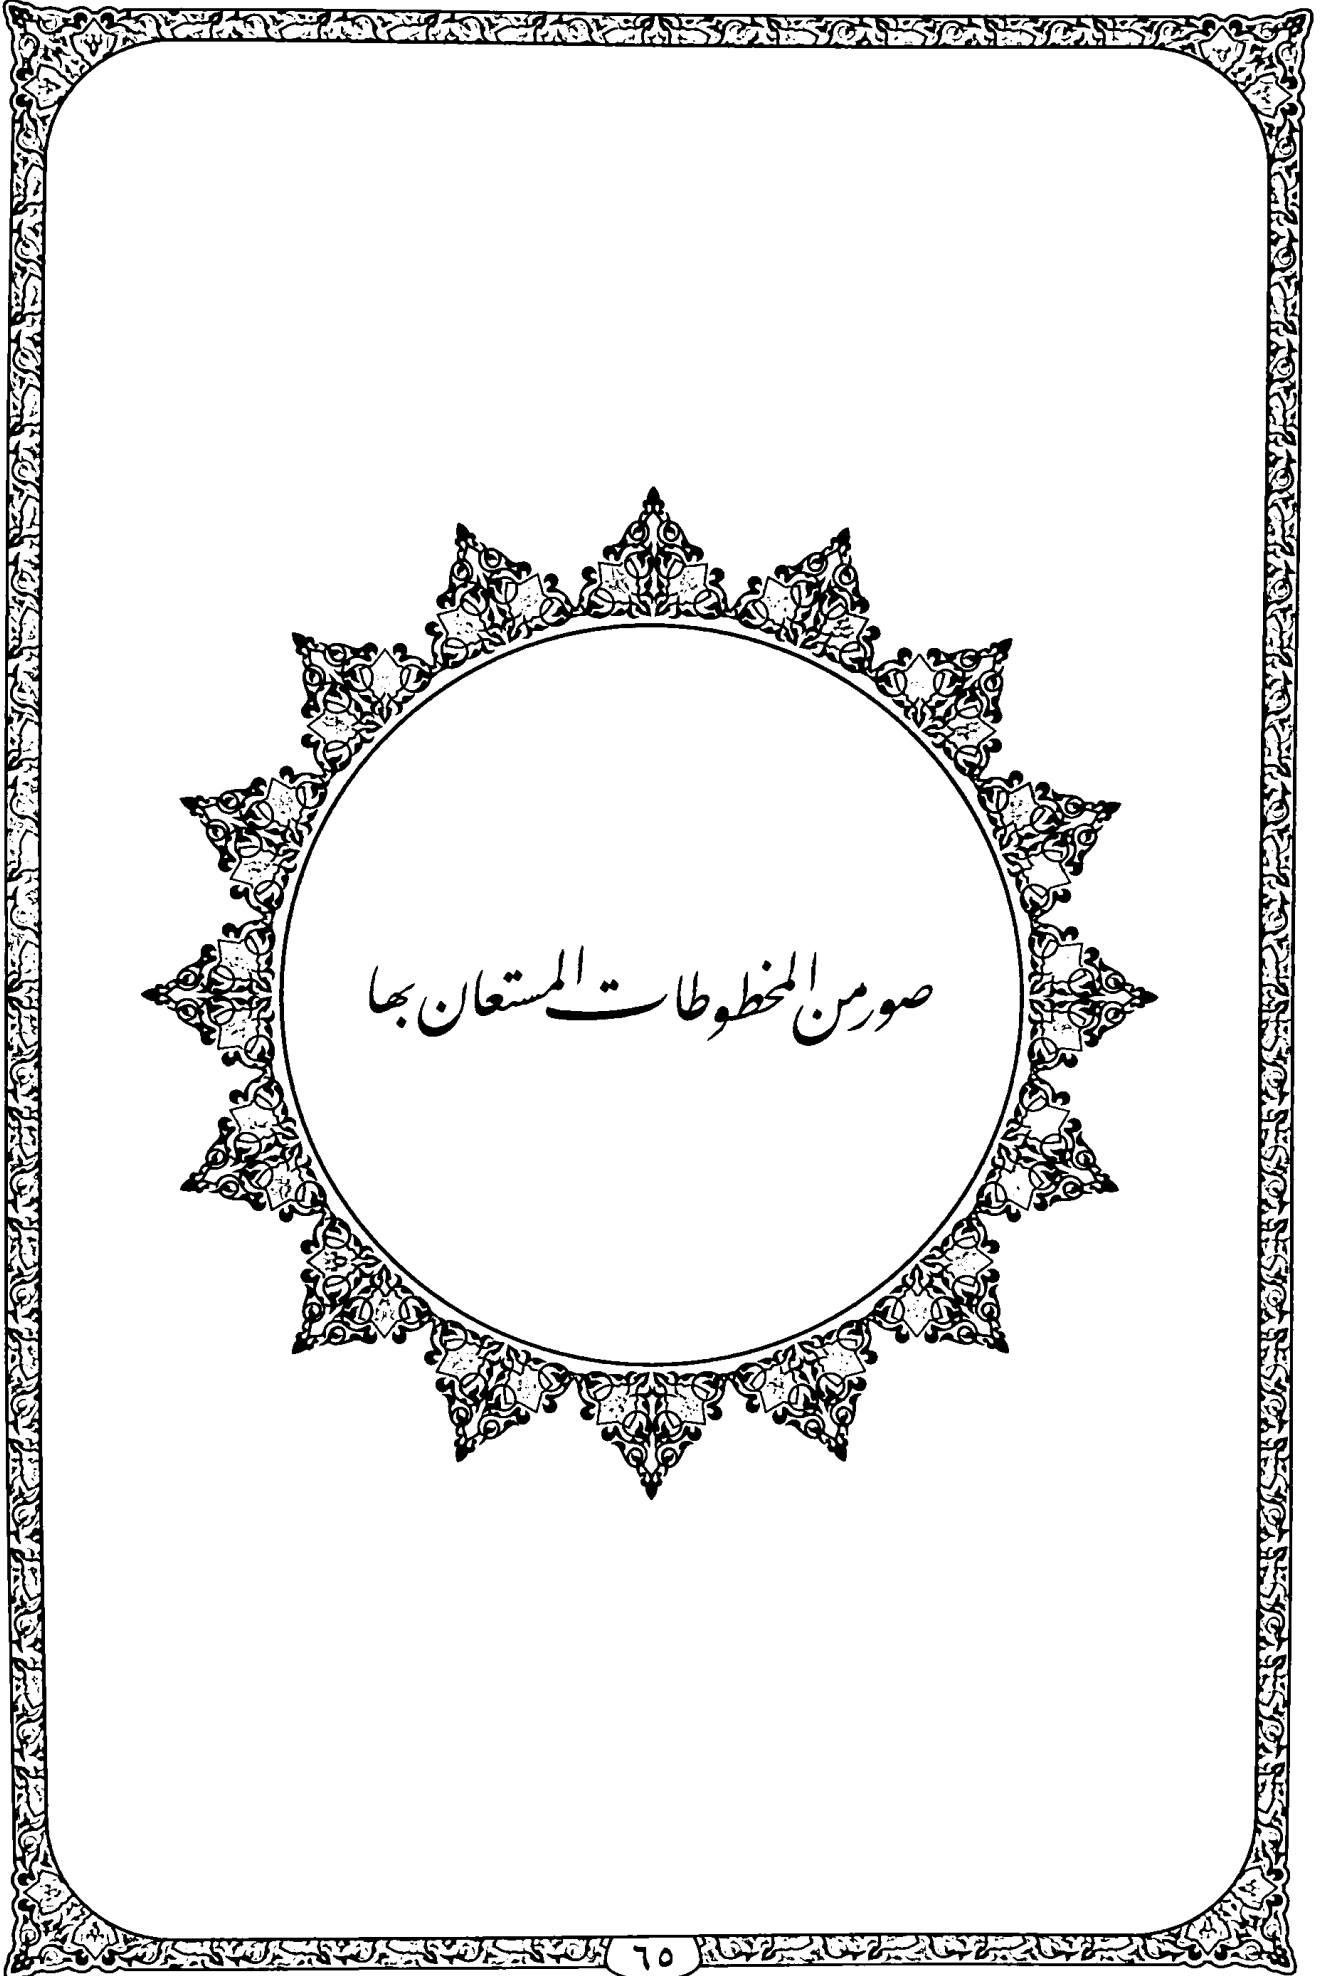 صور من المخطوطات المستعان بها
٦٥